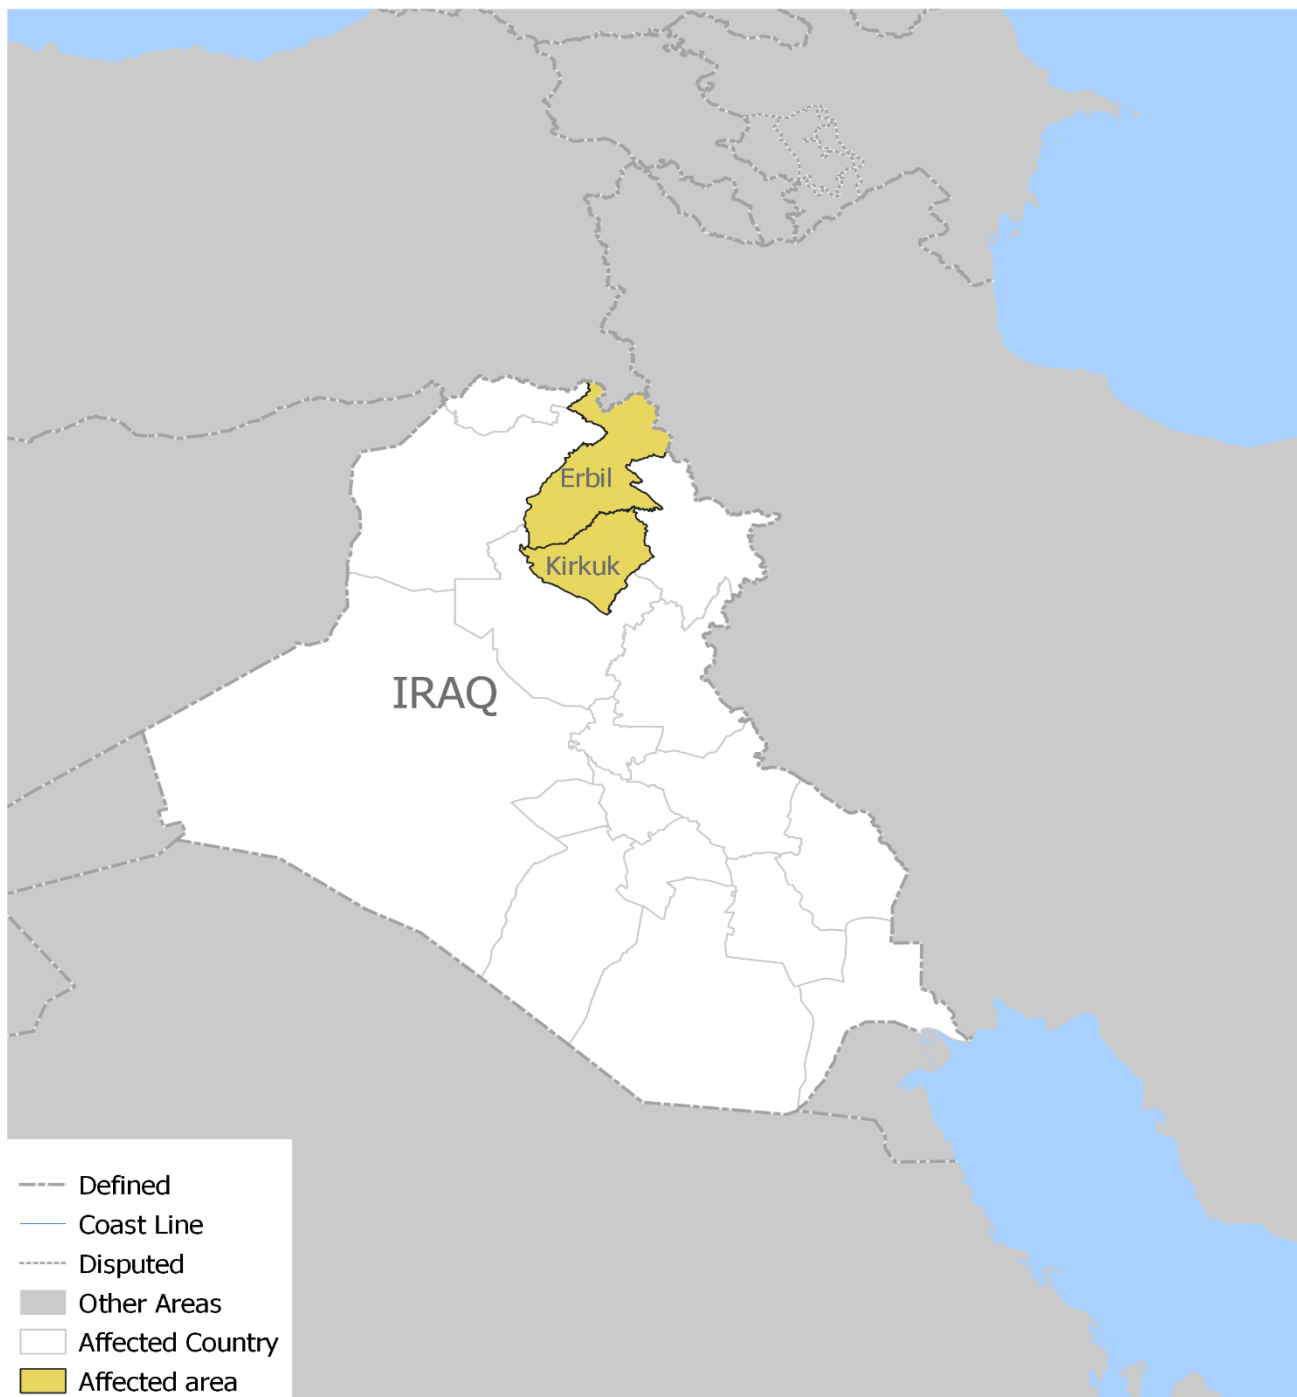 Erbil
Kirkuk
IRAQ
Defined
Coast Line
Disputed
Other Areas
Affected Country
Affected area